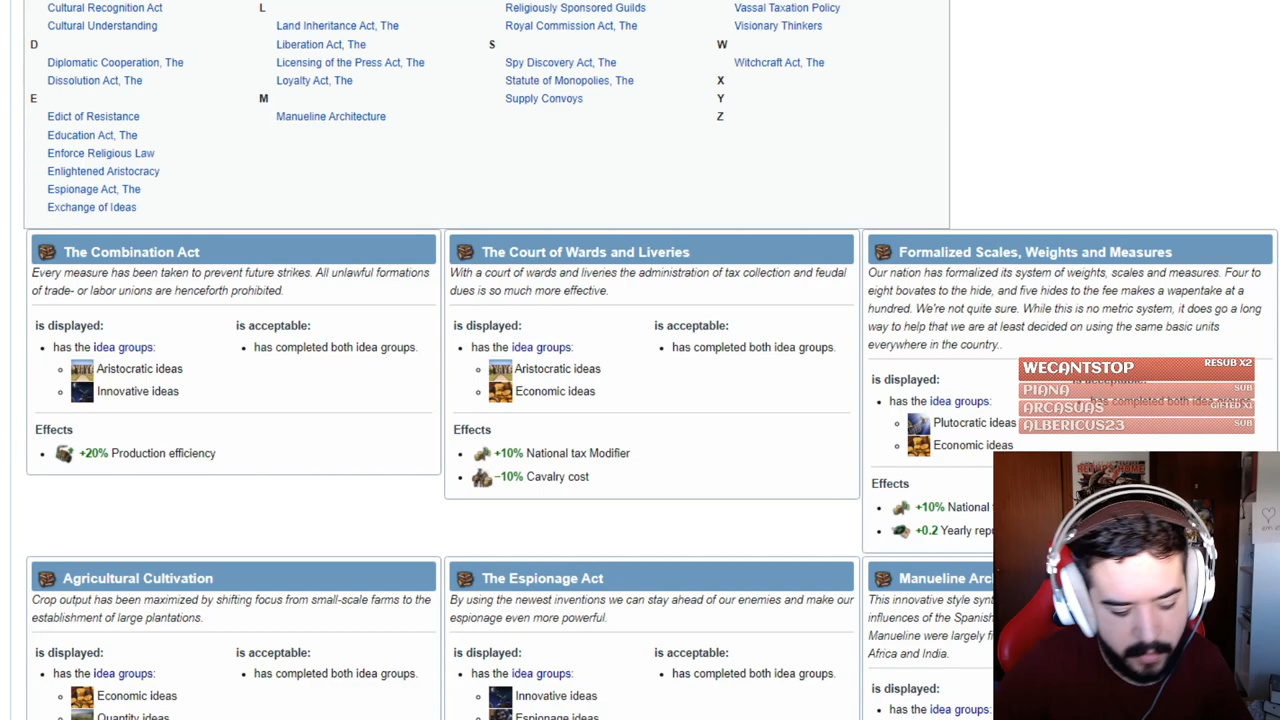 Cultural Recognition Act
Cultural Understanding
D
Diplomatic Cooperation, The
Dissolution Act, The
E
Edict of Resistance
Education Act, The
Enforce Religious Law
Enlightened Aristocracy
Espionage Act, The
Exchange of Ideas
L
Land Inheritance Act, The
Liberation Act, The
Licensing of the Press Act, The
Loyalty Act, The
M
Manueline Architecture
Religiously Sponsored Guilds
Royal Commission Act, The
S
Spy Discovery Act, The
Statute of Monopolies, The
Supply Convoys
Vassal Taxation Policy
Visionary Thinkers
W
Witchcraft Act, The
X
Y
Z
The Combination Act
Every measure has been taken to prevent future strikes. All unlawful formations
of trade- or labor unions are henceforth prohibited.
is displayed:
has the idea groups:
Aristocratic ideas
Innovative ideas
is acceptable:
has completed both idea groups.
Effects
+20% Production efficiency
The Court of Wards and Liveries
With a court of wards and liveries the administration of tax collection and feudal
dues is so much more effective.
is displayed:
has the idea groups:
Aristocratic ideas
Economic ideas
is acceptable:
has completed both idea groups.
Effects
+10% National tax Modifier
−10% Cavalry cost
Formalized Scales, Weights and Measures
Our nation has formalized its system of weights, scales and measures. Four to
eight bovates to the hide, and five hides to the fee makes a wapentake at a
hundred. We're not quite sure. While this is no metric system, it does go a long
way to help that we are at least decided on using the same basic units
everywhere in the country..
is displayed:
has the idea groups:
Plutocratic ideas
Economic ideas
Effects
+10% National
+0.2 Yearly
WECANTSTOP RESUB X2
PIANA SUB
ARCASUAS GIFTED X1
ALBERICUS23 SUB
Agricultural Cultivation
Crop output has been maximized by shifting focus from small-scale farms to the
establishment of large plantations.
is displayed:
has the idea groups:
Economic ideas
Quantity ideas
is acceptable:
has completed both idea groups.
The Espionage Act
By using the newest inventions we can stay ahead of our enemies and make our
espionage even more powerful.
is displayed:
has the idea groups:
Innovative ideas
Espionage ideas
is acceptable:
has completed both idea groups.
Manueline
This innovative style
influences of the Spanish
Manueline were largely
Africa and India.
is displayed:
has the idea groups: